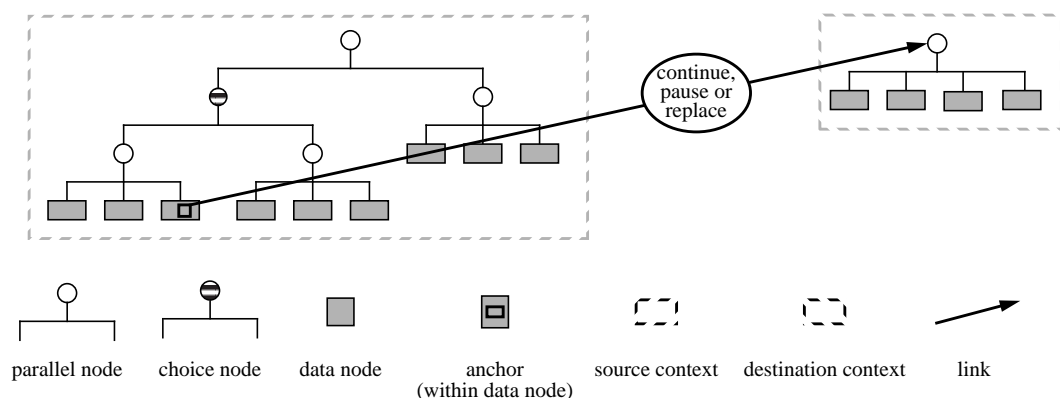 continue,
pause or
replace
parallel node
choice node
data node
anchor
(within data node)
source context
destination context
link